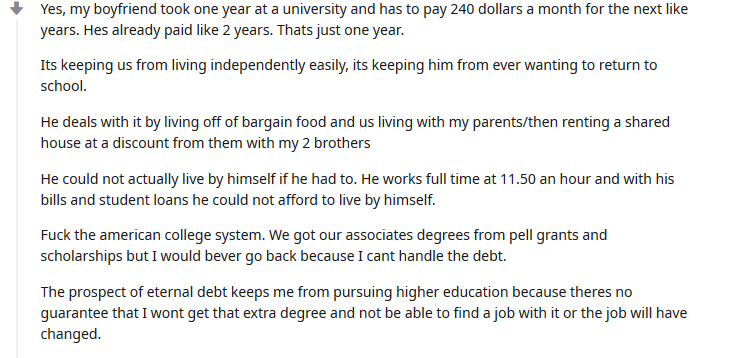 Yes, my boyfriend took one year at a university and has to pay 240 dollars a month for the next like
years. Hes already paid like 2 years. Thats just one year.
Its keeping us from living independently easily, its keeping him from ever wanting to return to
school.
He deals with it by living off of bargain food and us living with my parents/then renting a shared
house at a discount from them with my 2 brothers
He could not actually live by himself if he had to. He works full time at 11.50 an hour and with his
bills and student loans he could not afford to live by himself.
Fuck the american college system. We got our associates degrees from pell grants and
scholarships but I would bever go back because I cant handle the debt.
The prospect of eternal debt keeps me from pursuing higher education because theres no
guarantee that I wont get that extra degree and not be able to find a job with it or the job will have
changed.